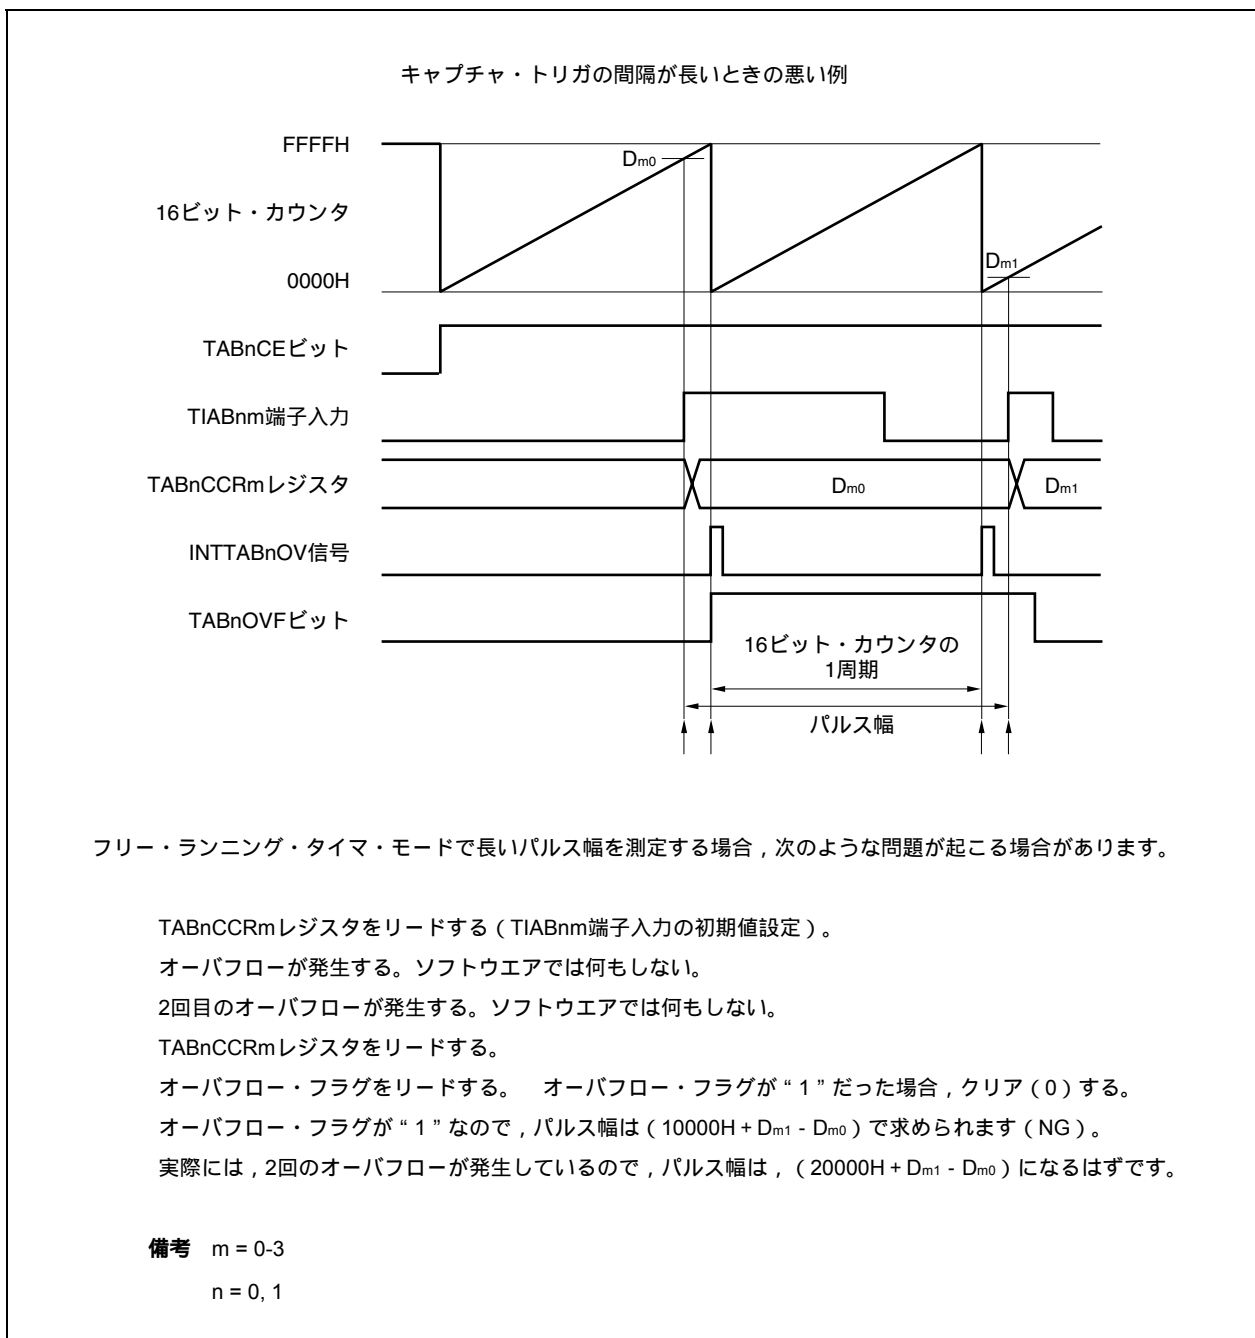 キャプチャ・トリガの間隔が長いときの悪い例
FFFFH
Dm0
16ビット・カウンタ
Dm1
0000H
TABnCEビット
TIABnm端子入力
TABnCCRmレジスタ
Dm0
Dm1
INTTABnOV信号
TABnOVFビット
16ビット・カウンタの
1周期
パルス幅
フリー・ランニング・タイマ・モードで長いパルス幅を測定する場合，次のような問題が起こる場合があります。
TABnCCRmレジスタをリードする（TIABnm端子入力の初期値設定）。
オーバフローが発生する。ソフトウエアでは何もしない。
2回目のオーバフローが発生する。ソフトウエアでは何もしない。
TABnCCRmレジスタをリードする。
オーバフロー・フラグをリードする。　オーバフロー・フラグが“1”だった場合，クリア（0）する。
オーバフロー・フラグが“1”なので，パルス幅は（10000H + Dm1 - Dm0）で求められます（NG）。
実際には，2回のオーバフローが発生しているので，パルス幅は，（20000H + Dm1 - Dm0）になるはずです。
備考　m = 0-3
n = 0, 1